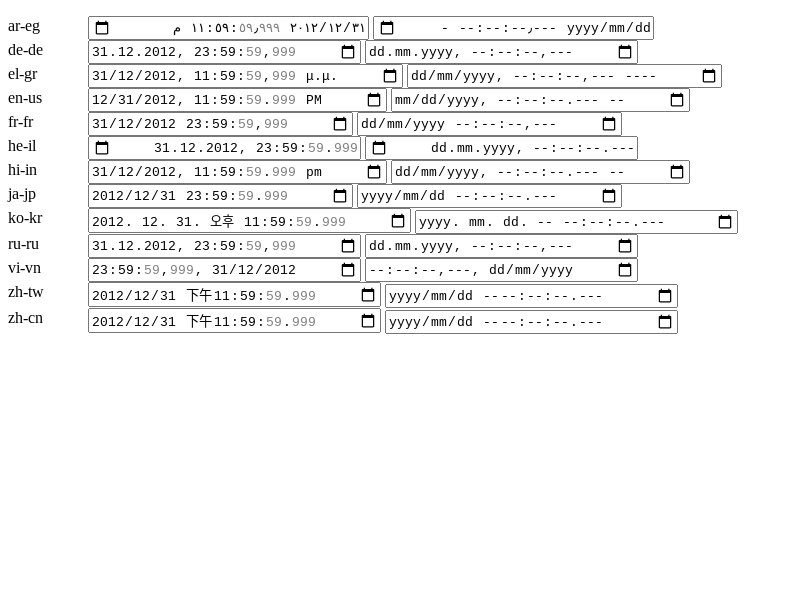 ar-eg ٢٠١٢/١٢/٣١ ١١:٥٩:٥٩٫٩٩٩ م yyyy/mm/dd --:--:--٫--- -
de-de 31.12.2012, 23:59:59,999 dd.mm.yyyy, --:--:--,---
el-gr 31/12/2012, 11:59:59,999 μ.μ. dd/mm/yyyy, --:--:--,--- ----
en-us 12/31/2012, 11:59:59.999 PM mm/dd/yyyy, --:--:--.--- --
fr-fr 31/12/2012 23:59:59,999 dd/mm/yyyy --:--:--,---
he-il 31.12.2012, 23:59:59.999 dd.mm.yyyy, --:--:--.---
hi-in 31/12/2012, 11:59:59.999 pm dd/mm/yyyy, --:--:--.--- --
ja-jp 2012/12/31 23:59:59.999 yyyy/mm/dd --:--:--.---
ko-kr 2012. 12. 31. 오후 11:59:59.999 yyyy. mm. dd. -- --:--:--.---
ru-ru 31.12.2012, 23:59:59,999 dd.mm.yyyy, --:--:--,---
vi-vn 23:59:59,999, 31/12/2012 --:--:--,---, dd/mm/yyyy
zh-tw 2012/12/31 下午11:59:59.999 yyyy/mm/dd ----:--:--.---
zh-cn 2012/12/31 下午11:59:59.999 yyyy/mm/dd ----:--:--.---